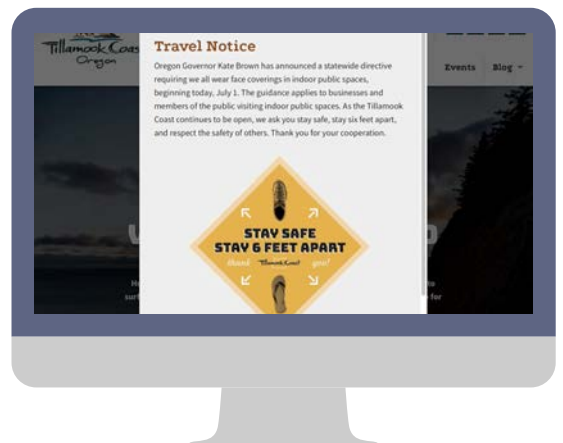 Tillamook Coas
Oregon
Events Blog
Travel Notice
Oregon Governor Kate Brown has announced a statewide directive
requiring we all wear face coverings in indoor public spaces,
beginning today, July 1. The guidance applies to businesses and
members of the public visiting indoor public spaces. As the Tillamook
Coast continues to be open, we ask you stay safe, stay six feet apart,
and respect the safety of others. Thank you for your cooperation.
STAY SAFE
STAY 6 FEET APART
thank Tillamook Coast you!
to
surf
for